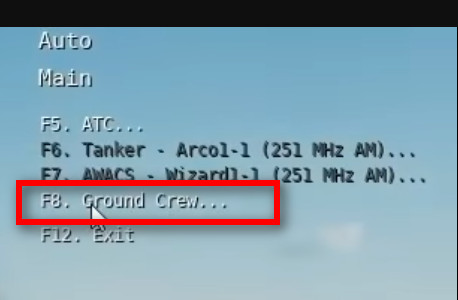 Auto
Main
F5. ATC...
F6. Tanker - Arco1-1 (251 MHz AM)...
F7. AWACS - Wizard1-1 (251 MHz AM)...
F8. Ground Crew...
F12. Exit